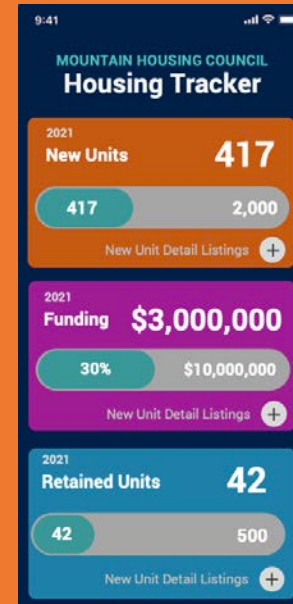 9:41
MOUNTAIN HOUSING COUNCIL
Housing Tracker
2021
New Units 417
417 2,000
New Unit Detail Listings +
2021
Funding $3,000,000
30% $10,000,000
New Unit Detail Listings +
2021
Retained Units 42
42 500
New Unit Detail Listings +